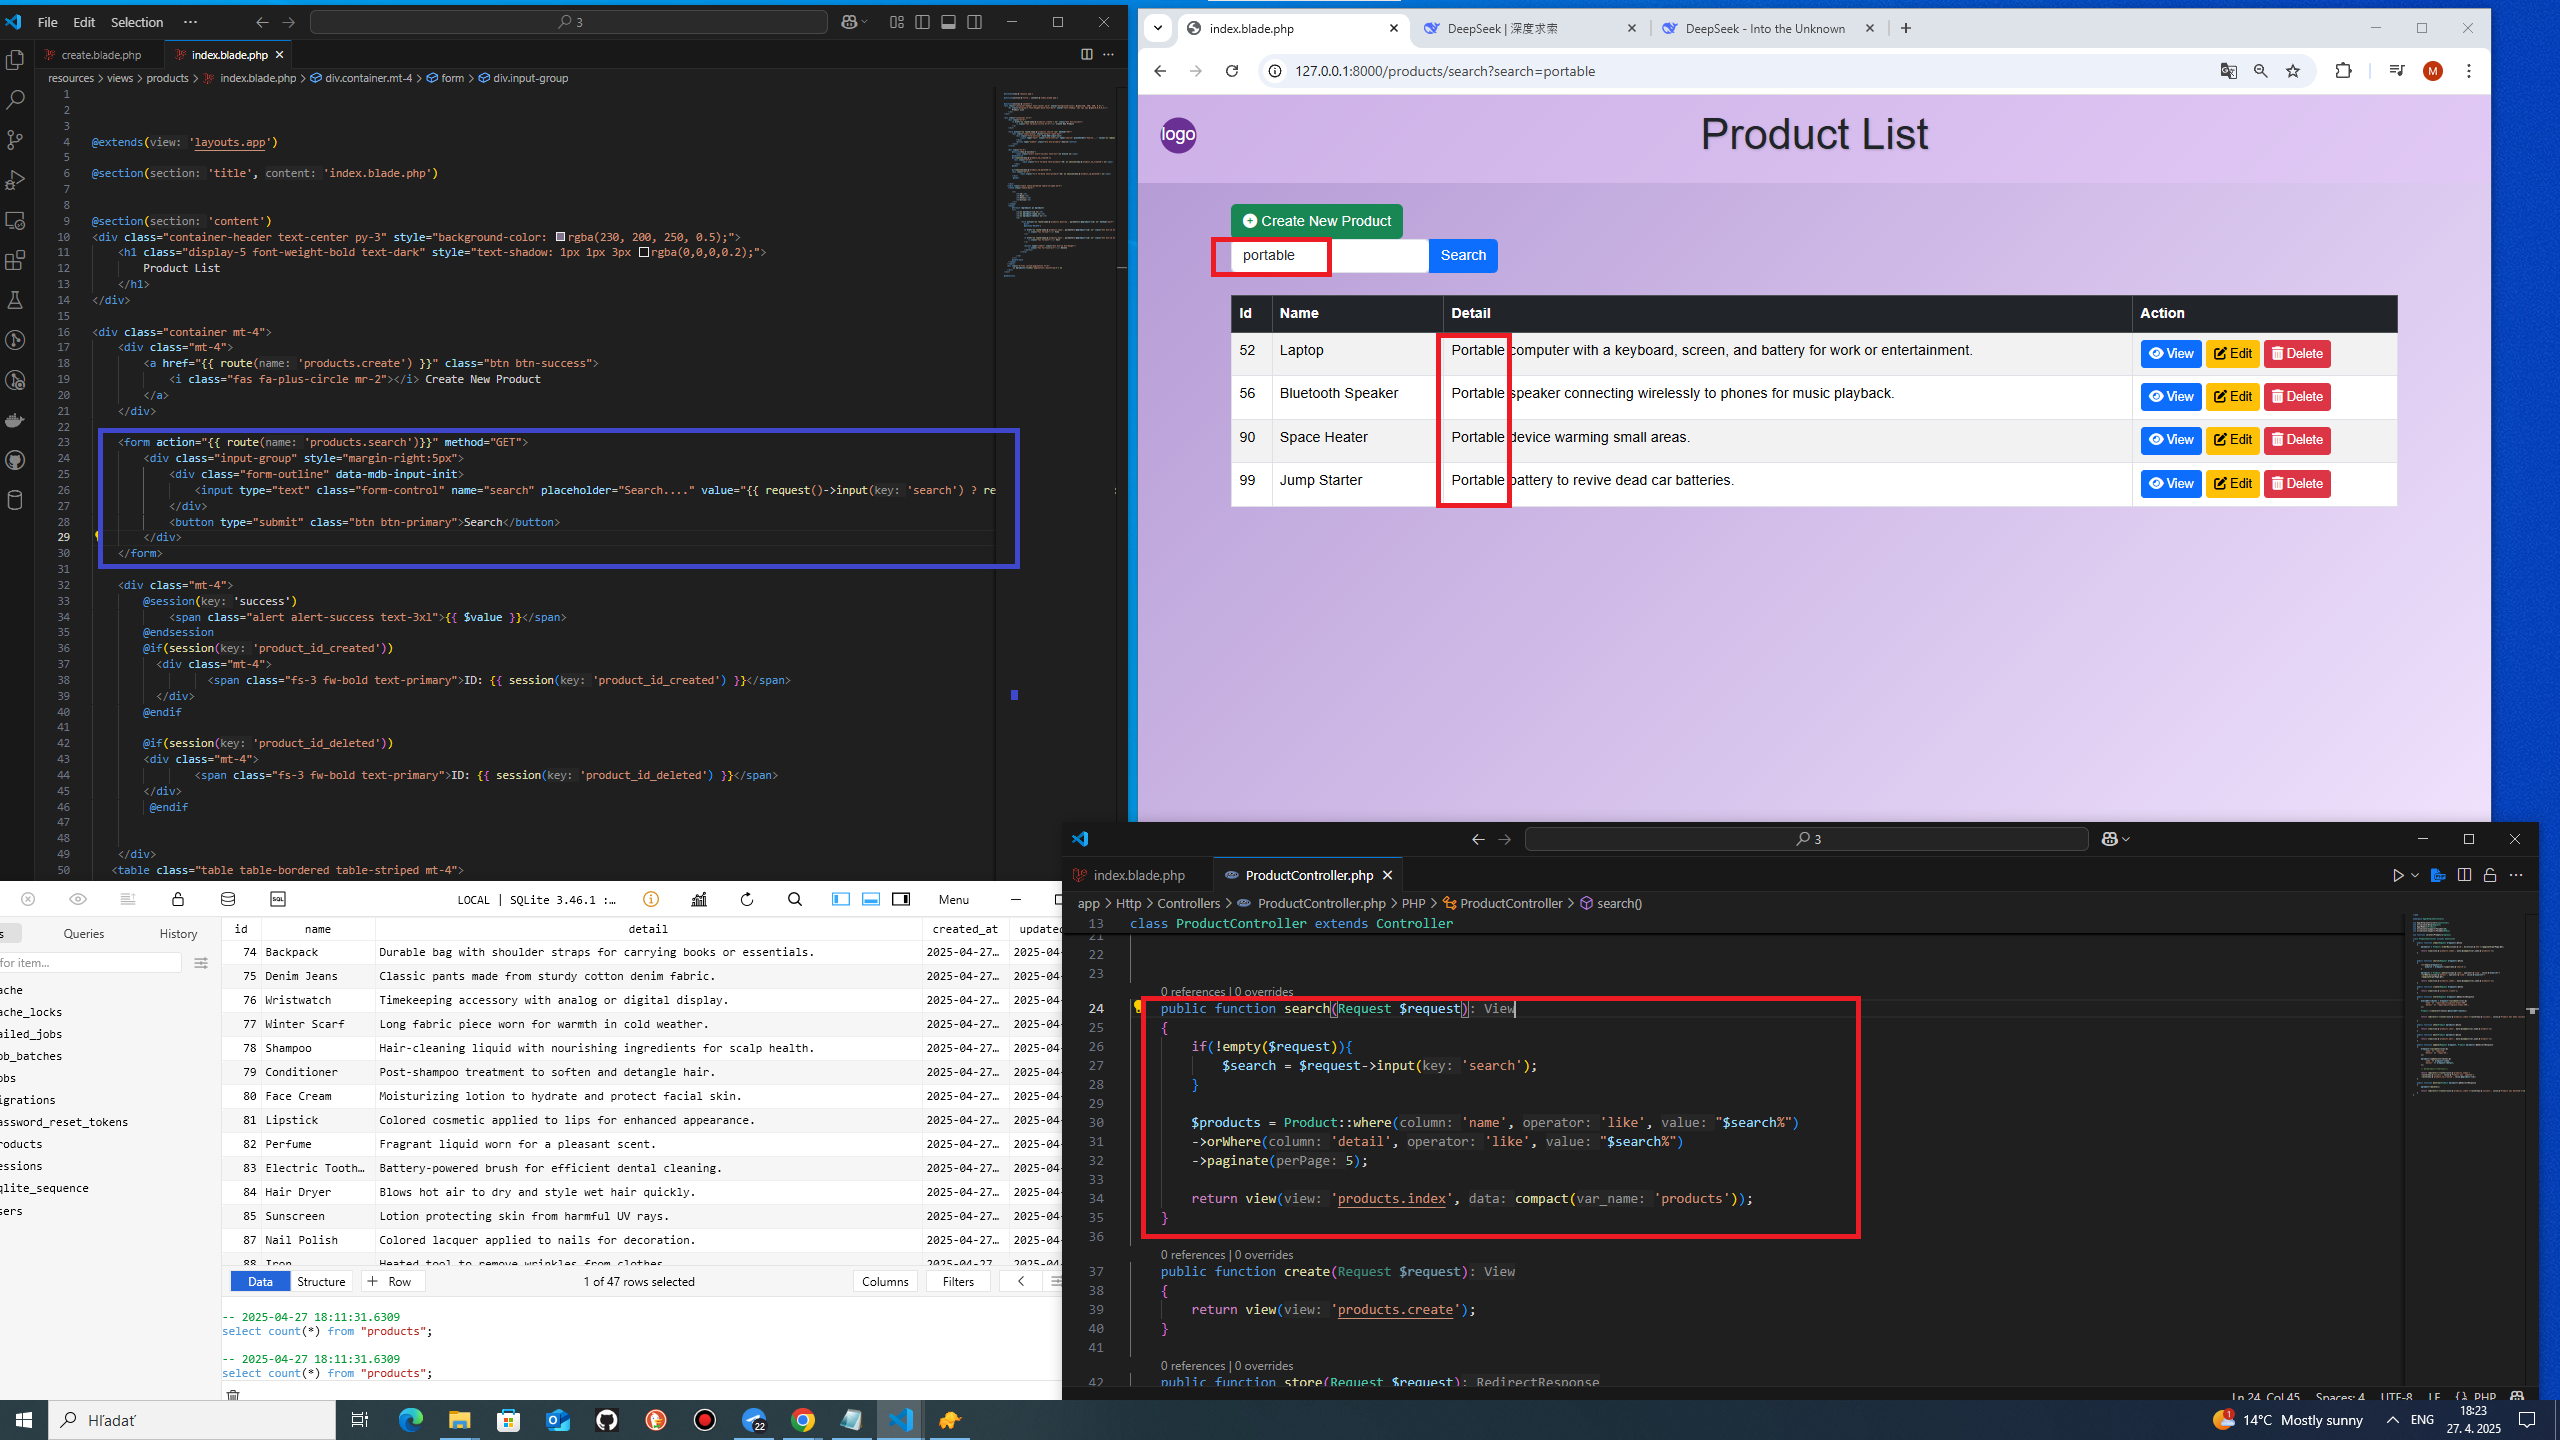 File Edit Selection ··· 3
create.blade.php index.blade.php
resources > views > products > index.blade.php > div.container.mt-4 > form > div.input-group
1
2
3
4 @extends(view: 'layouts.app')
5
6 @section(section: 'title', content: 'index.blade.php')
7
8
9 @section(section: 'content')
10 <div class="container-header text-center py-3" style="background-color: rgba(230, 200, 250, 0.5);">
11 <h1 class="display-5 font-weight-bold text-dark" style="text-shadow: 1px 1px 3px rgba(0,0,0,0.2);">
12 Product List
13 </h1>
14 </div>
15
16 <div class="container mt-4">
17 <div class="mt-4">
18 <a href="{{ route(name: 'products.create') }}" class="btn btn-success">
19 <i class="fas fa-plus-circle mr-2"></i> Create New Product
20 </a>
21 </div>
22
23 <form action="{{ route(name: 'products.search')}}" method="GET">
24 <div class="input-group" style="margin-right:5px">
25 <div class="form-outline" data-mdb-input-init>
26 <input type="text" class="form-control" name="search" placeholder="Search...." value="{{ request()->input(key: 'search') ? re
27 </div>
28 <button type="submit" class="btn btn-primary">Search</button>
29 </div>
30 </form>
31
32 <div class="mt-4">
33 @session(key: 'success')
34 <span class="alert alert-success text-3xl">{{ $value }}</span>
35 @endsession
36 @if(session(key: 'product_id_created'))
37 <div class="mt-4">
38 <span class="fs-3 fw-bold text-primary">ID: {{ session(key: 'product_id_created') }}</span>
39 </div>
40 @endif
41
42 @if(session(key: 'product_id_deleted'))
43 <div class="mt-4">
44 <span class="fs-3 fw-bold text-primary">ID: {{ session(key: 'product_id_deleted') }}</span>
45 </div>
46 @endif
47
48
49 </div>
50 <table class="table table-bordered table-striped mt-4">
index.blade.php DeepSeek | 深度求索 DeepSeek - Into the Unknown
127.0.0.1:8000/products/search?search=portable M
logo Product List
Create New Product
portable Search
Id Name Detail Action
52 Laptop Portable computer with a keyboard, screen, and battery for work or entertainment. View Edit Delete
56 Bluetooth Speaker Portable speaker connecting wirelessly to phones for music playback. View Edit Delete
90 Space Heater Portable device warming small areas. View Edit Delete
99 Jump Starter Portable battery to revive dead car batteries. View Edit Delete
SQL LOCAL | SQLite 3.46.1 :… Menu
s Queries History
for item...
ache
ache_locks
ailed_jobs
ob_batches
obs
igrations
assword_reset_tokens
roducts
essions
qlite_sequence
sers
id name detail created_at updated
74 Backpack Durable bag with shoulder straps for carrying books or essentials. 2025-04-27… 2025-04-
75 Denim Jeans Classic pants made from sturdy cotton denim fabric. 2025-04-27… 2025-04-
76 Wristwatch Timekeeping accessory with analog or digital display. 2025-04-27… 2025-04-
77 Winter Scarf Long fabric piece worn for warmth in cold weather. 2025-04-27… 2025-04-
78 Shampoo Hair-cleaning liquid with nourishing ingredients for scalp health. 2025-04-27… 2025-04-
79 Conditioner Post-shampoo treatment to soften and detangle hair. 2025-04-27… 2025-04-
80 Face Cream Moisturizing lotion to hydrate and protect facial skin. 2025-04-27… 2025-04-
81 Lipstick Colored cosmetic applied to lips for enhanced appearance. 2025-04-27… 2025-04-
82 Perfume Fragrant liquid worn for a pleasant scent. 2025-04-27… 2025-04-
83 Electric Tooth… Battery-powered brush for efficient dental cleaning. 2025-04-27… 2025-04-
84 Hair Dryer Blows hot air to dry and style wet hair quickly. 2025-04-27… 2025-04-
85 Sunscreen Lotion protecting skin from harmful UV rays. 2025-04-27… 2025-04-
87 Nail Polish Colored lacquer applied to nails for decoration. 2025-04-27… 2025-04-
88 Iron Heated tool to remove wrinkles from clothes. 2025-04-27… 2025-04-
Data Structure + Row 1 of 47 rows selected Columns Filters
-- 2025-04-27 18:11:31.6309
select count(*) from "products";
-- 2025-04-27 18:11:31.6309
select count(*) from "products";
3
index.blade.php ProductController.php
app > Http > Controllers > ProductController.php > PHP > ProductController > search()
13 class ProductController extends Controller
21
22
23
0 references | 0 overrides
24 public function search(Request $request): View
25 {
26 if(!empty($request)){
27 $search = $request->input(key: 'search');
28 }
29
30 $products = Product::where(column: 'name', operator: 'like', value: "$search%")
31 ->orWhere(column: 'detail', operator: 'like', value: "$search%")
32 ->paginate(perPage: 5);
33
34 return view(view: 'products.index', data: compact(var_name: 'products'));
35 }
36
0 references | 0 overrides
37 public function create(Request $request): View
38 {
39 return view(view: 'products.create');
40 }
41
0 references | 0 overrides
42 public function store(Request $request): RedirectResponse
Ln 24, Col 45 Spaces: 4 UTF-8 LF {} PHP
Hľadať 22 1 14°C Mostly sunny ENG 18:23
27. 4. 2025